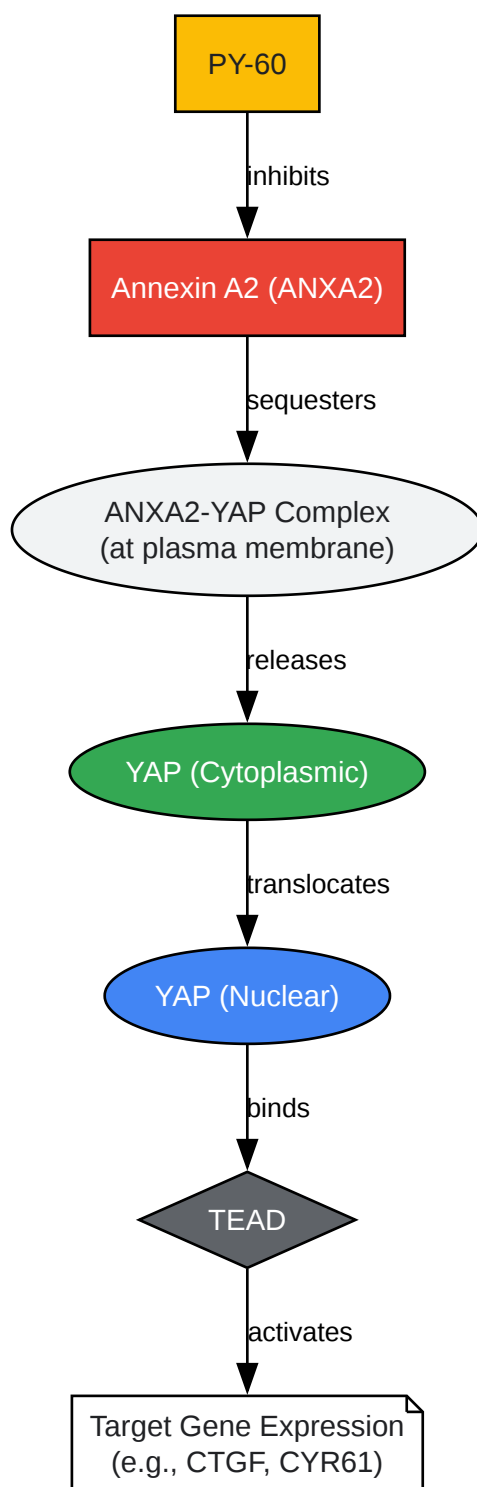 PY-60
inhibits
Annexin A2 (ANXA2)
sequesters
ANXA2-YAP Complex
(at plasma membrane)
releases
YAP (Cytoplasmic)
translocates
YAP (Nuclear)
binds
TEAD
activates
Target Gene Expression
(e.g., CTGF, CYR61)